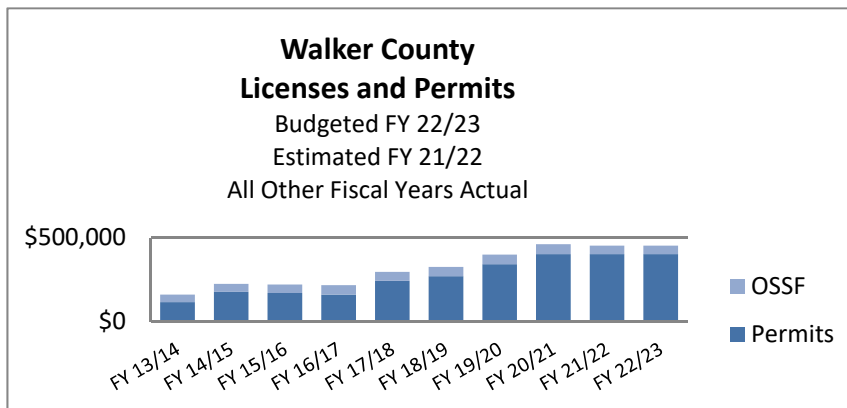 Walker County
Licenses and Permits
Budgeted FY 22/23
Estimated FY 21/22
All Other Fiscal Years Actual
$500,000
$0
FY 13/14
FY 14/15
FY 15/16
FY 16/17
FY 17/18
FY 18/19
FY 19/20
FY 20/21
FY 21/22
FY 22/23
OSSF
Permits